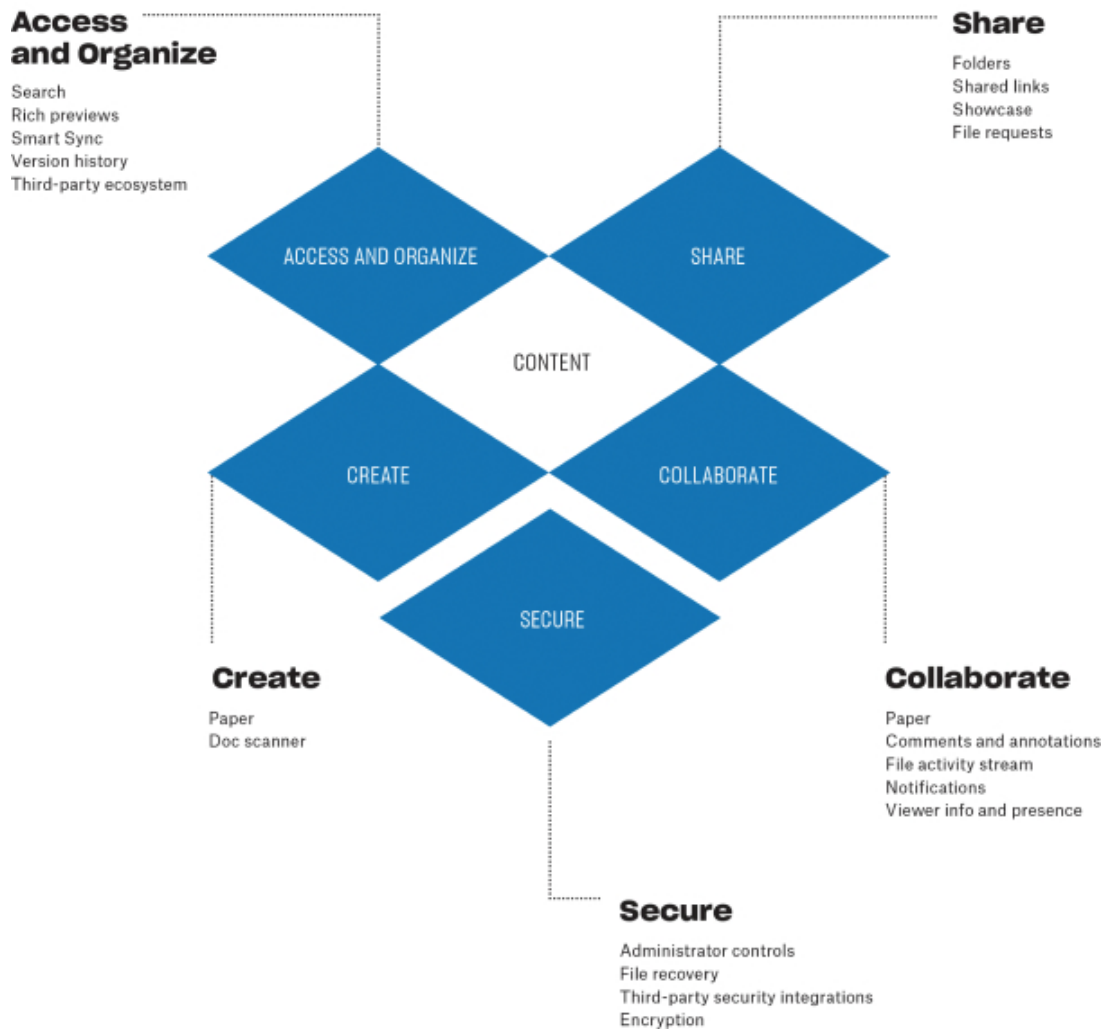 Access
and Organize
Search
Rich previews
Smart Sync
Version history
Third-party ecosystem
Share
Folders
Shared links
Showcase
File requests
ACCESS AND ORGANIZE
SHARE
CONTENT
CREATE
COLLABORATE
SECURE
Create
Paper
Doc scanner
Collaborate
Paper
Comments and annotations
File activity stream
Notifications
Viewer info and presence
Secure
Administrator controls
File recovery
Third-party security integrations
Encryption